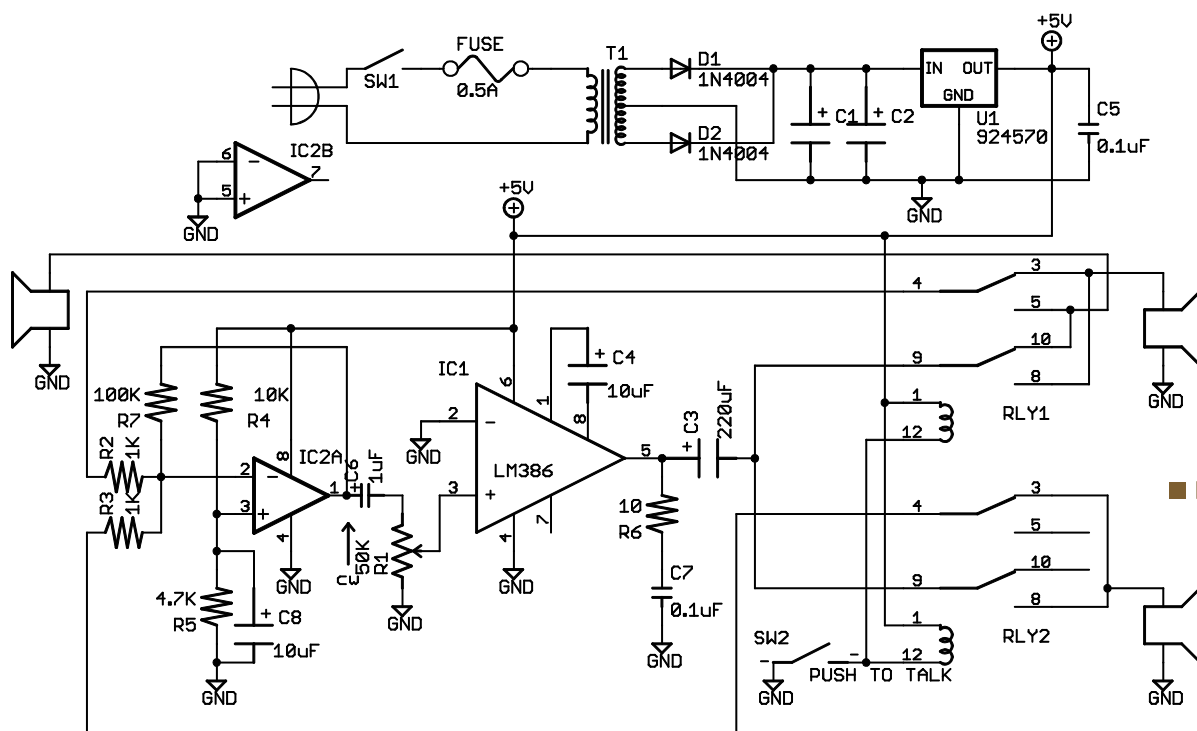 FUSE
0.5A
SW1
T1
D1
1N4004
D2
1N4004
+
C1
+
C2
IN OUT
GND
U1
924570
+5V
C5
0.1uF
GND
IC2B
6
5
7
-
+
GND
+5V
GND
4
3
5
9
10
8
1
12
RLY1
GND
100K
R7
10K
R4
R2
1K
R3
1K
IC2A
2
3
8
1
4
-
+
GND
C6
+
1uF
CW
50K
R1
GND
4.7K
R5
+
C8
10uF
GND
IC1
LM386
6
1
8
2
3
5
4
7
-
+
GND
GND
+
C4
10uF
C3
+
220uF
10
R6
C7
0.1uF
GND
4
3
5
9
10
8
1
12
RLY2
GND
SW2
PUSH TO TALK
GND